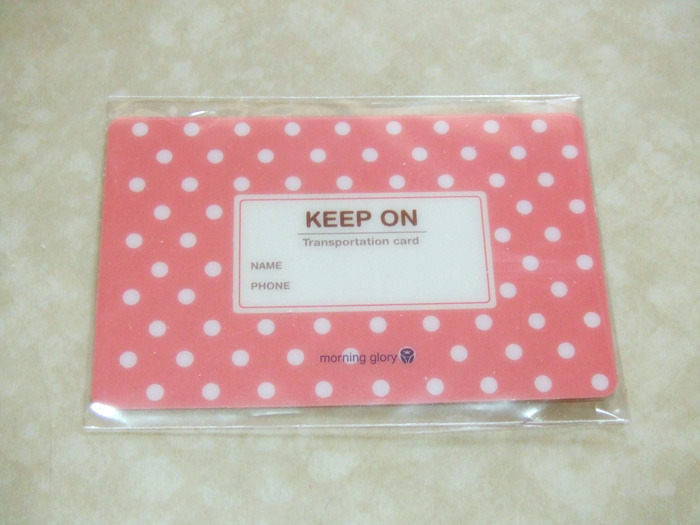 KEEP ON
Transportation card
NAME
PHONE
morning glory